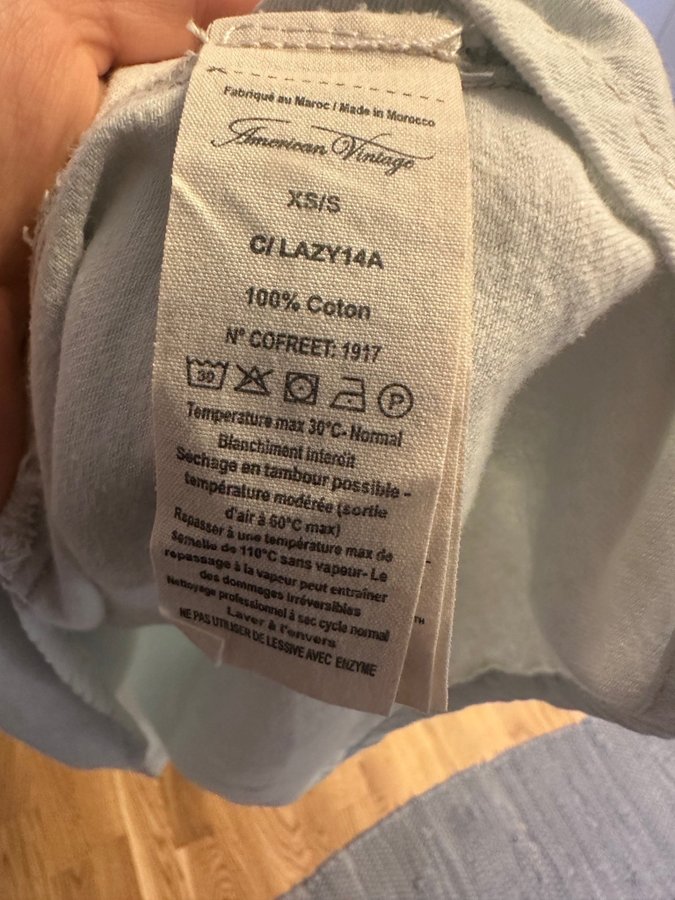 Fabriqué au Maroc / Made in Morocco
American Vintage
XS/S
C/ LAZY14A
100% Coton
N° COFREET: 1917
30 P
Temperature max 30°C- Normal
Blanchiment interdit
Séchage en tambour possible -
température modérée (sortie
d'air à 60°C max)
Repasser à une température max de
semelle de 110°C sans vapeur- Le
repassage à la vapeur peut entraîner
des dommages irréversibles
Nettoyage professionnel à sec cycle normal
Laver à l'envers
NE PAS UTILISER DE LESSIVE AVEC ENZYME